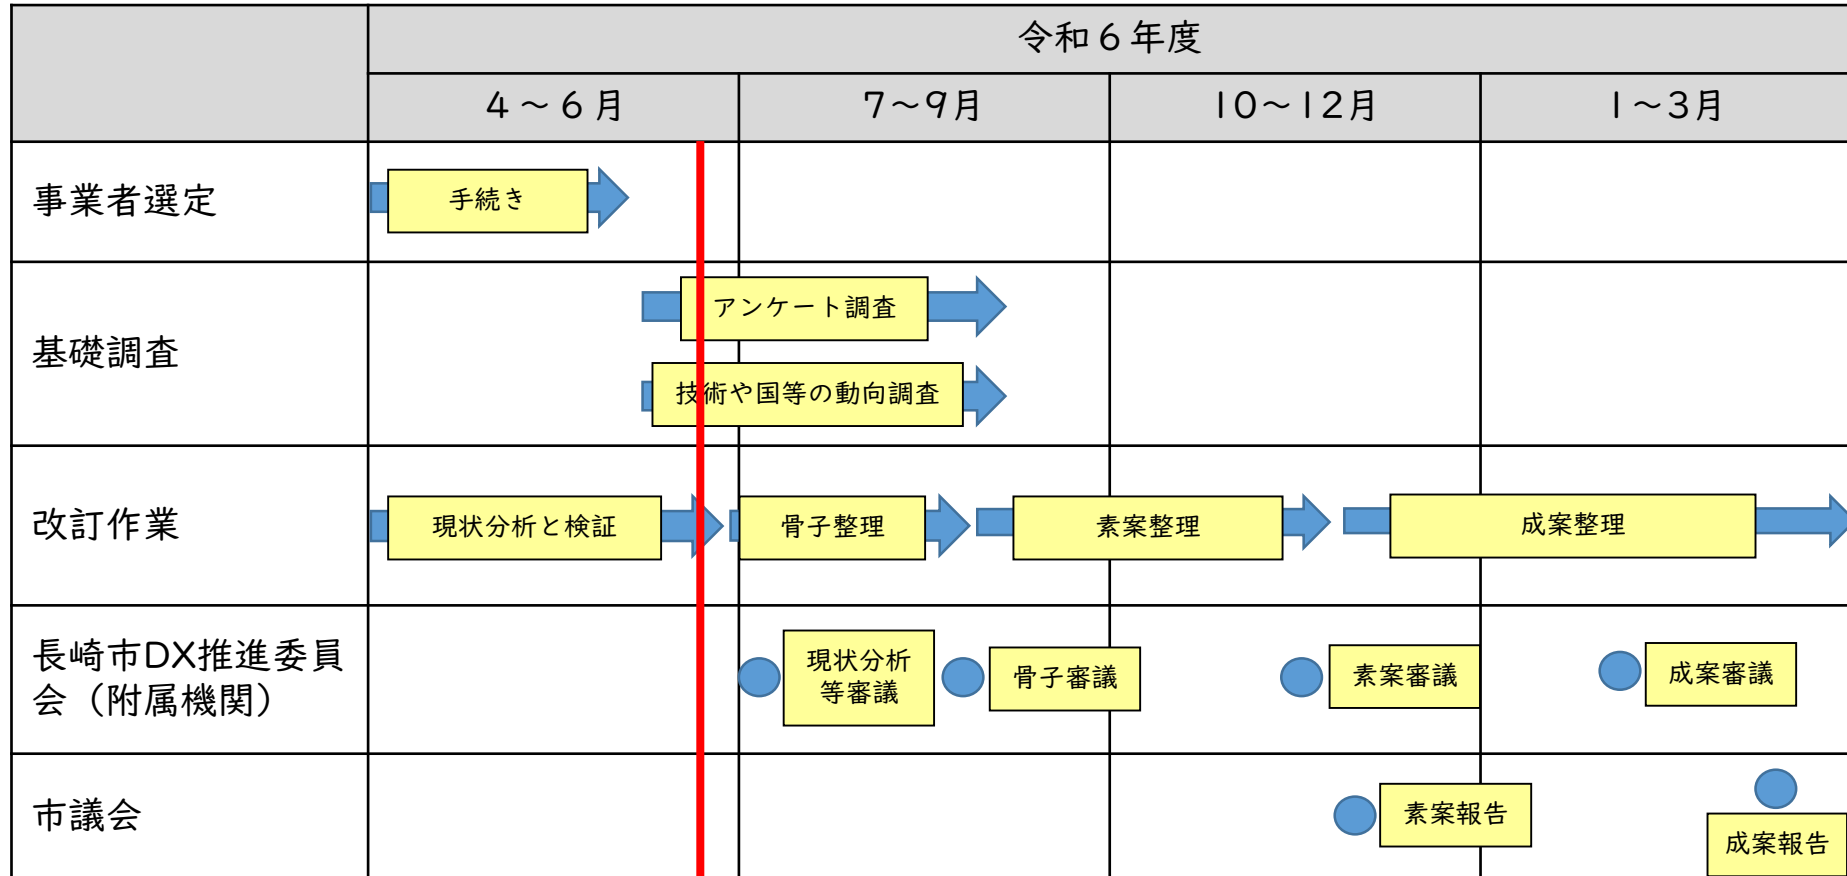 令和６年度
４～６月
7～9月
10～12月
1～3月
事業者選定
手続き
基礎調査
アンケート調査
技術や国等の動向調査
改訂作業
現状分析と検証
骨子整理
素案整理
成案整理
長崎市DX推進委員
会（附属機関）
現状分析
等審議
骨子審議
素案審議
成案審議
市議会
素案報告
成案報告